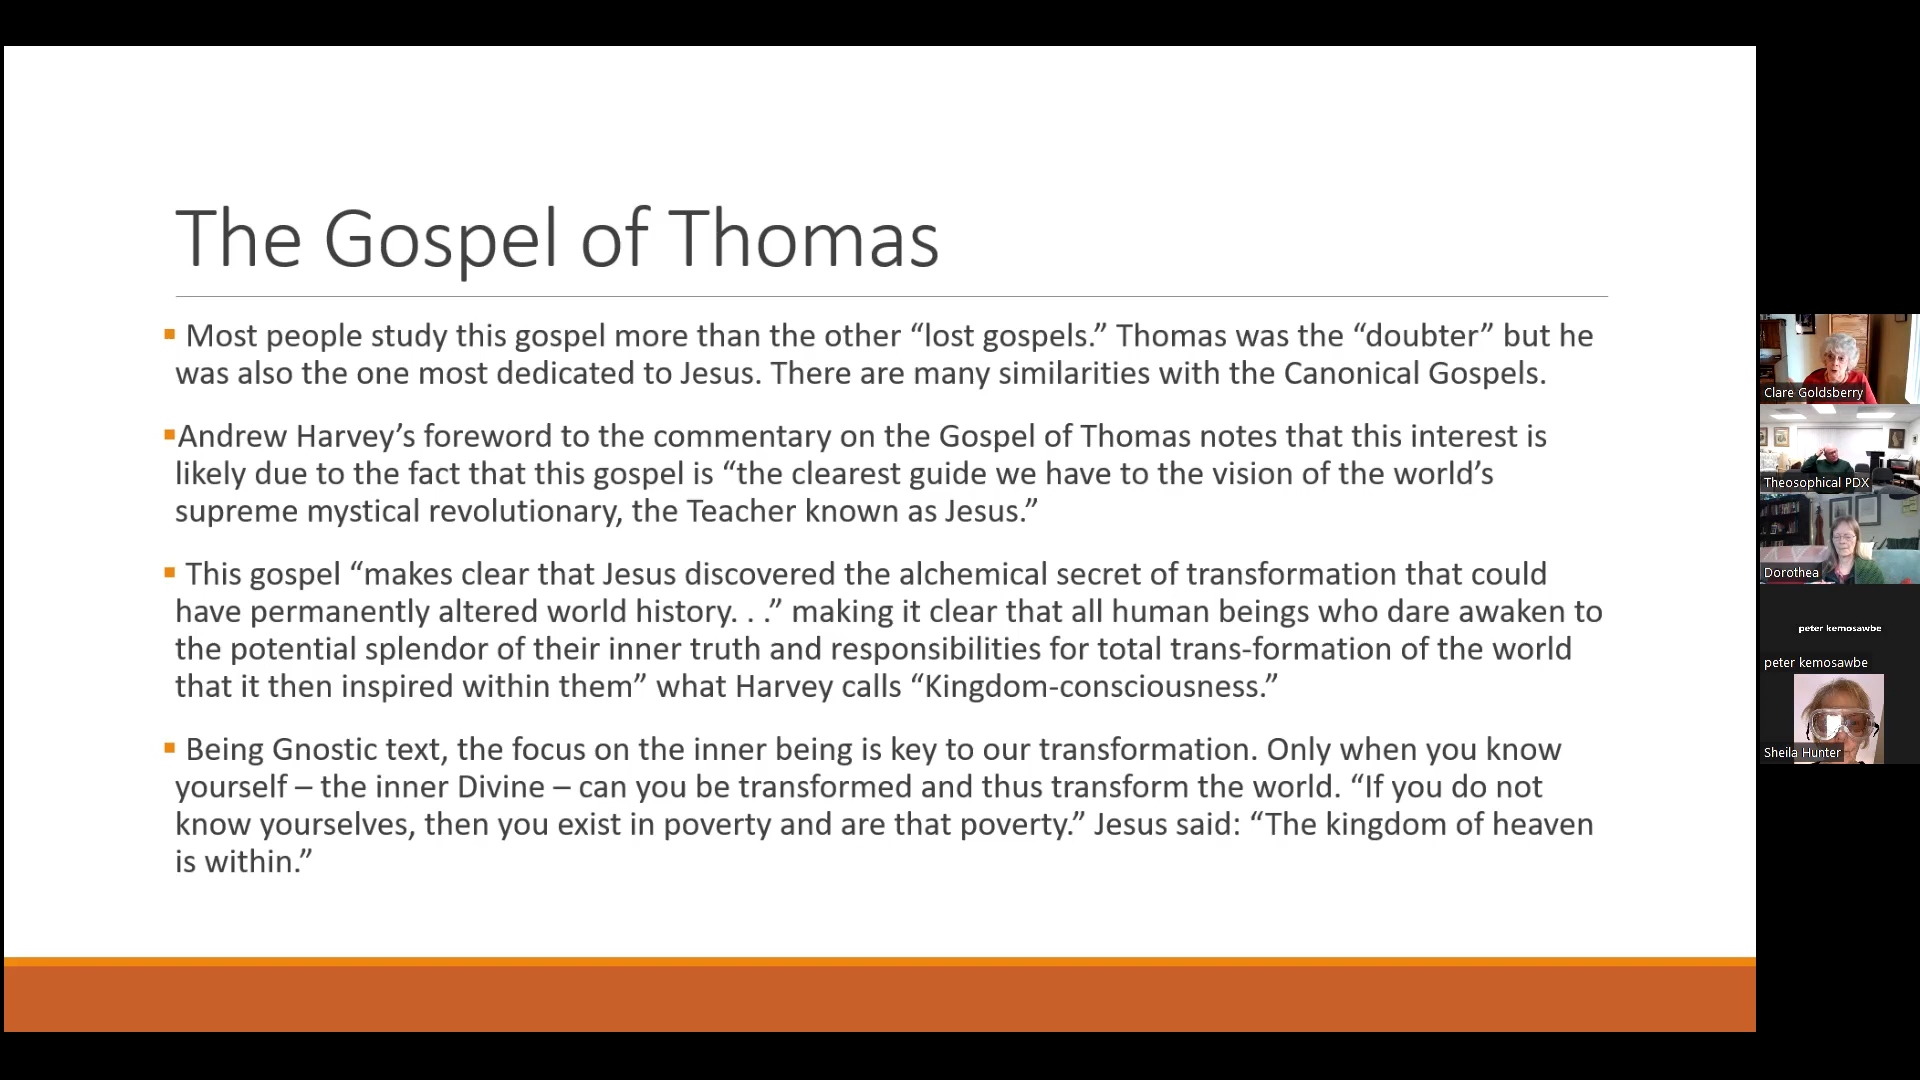 The Gospel of Thomas
▪ Most people study this gospel more than the other “lost gospels.” Thomas was the “doubter” but he
was also the one most dedicated to Jesus. There are many similarities with the Canonical Gospels.
▪Andrew Harvey’s foreword to the commentary on the Gospel of Thomas notes that this interest is
likely due to the fact that this gospel is “the clearest guide we have to the vision of the world’s
supreme mystical revolutionary, the Teacher known as Jesus.”
▪ This gospel “makes clear that Jesus discovered the alchemical secret of transformation that could
have permanently altered world history. . .” making it clear that all human beings who dare awaken to
the potential splendor of their inner truth and responsibilities for total trans-formation of the world
that it then inspired within them” what Harvey calls “Kingdom-consciousness.”
▪ Being Gnostic text, the focus on the inner being is key to our transformation. Only when you know
yourself – the inner Divine – can you be transformed and thus transform the world. “If you do not
know yourselves, then you exist in poverty and are that poverty.” Jesus said: “The kingdom of heaven
is within.”
Clare Goldsberry
Theosophical PDX
Dorothea
peter kemosawbe
peter kemosawbe
Sheila Hunter